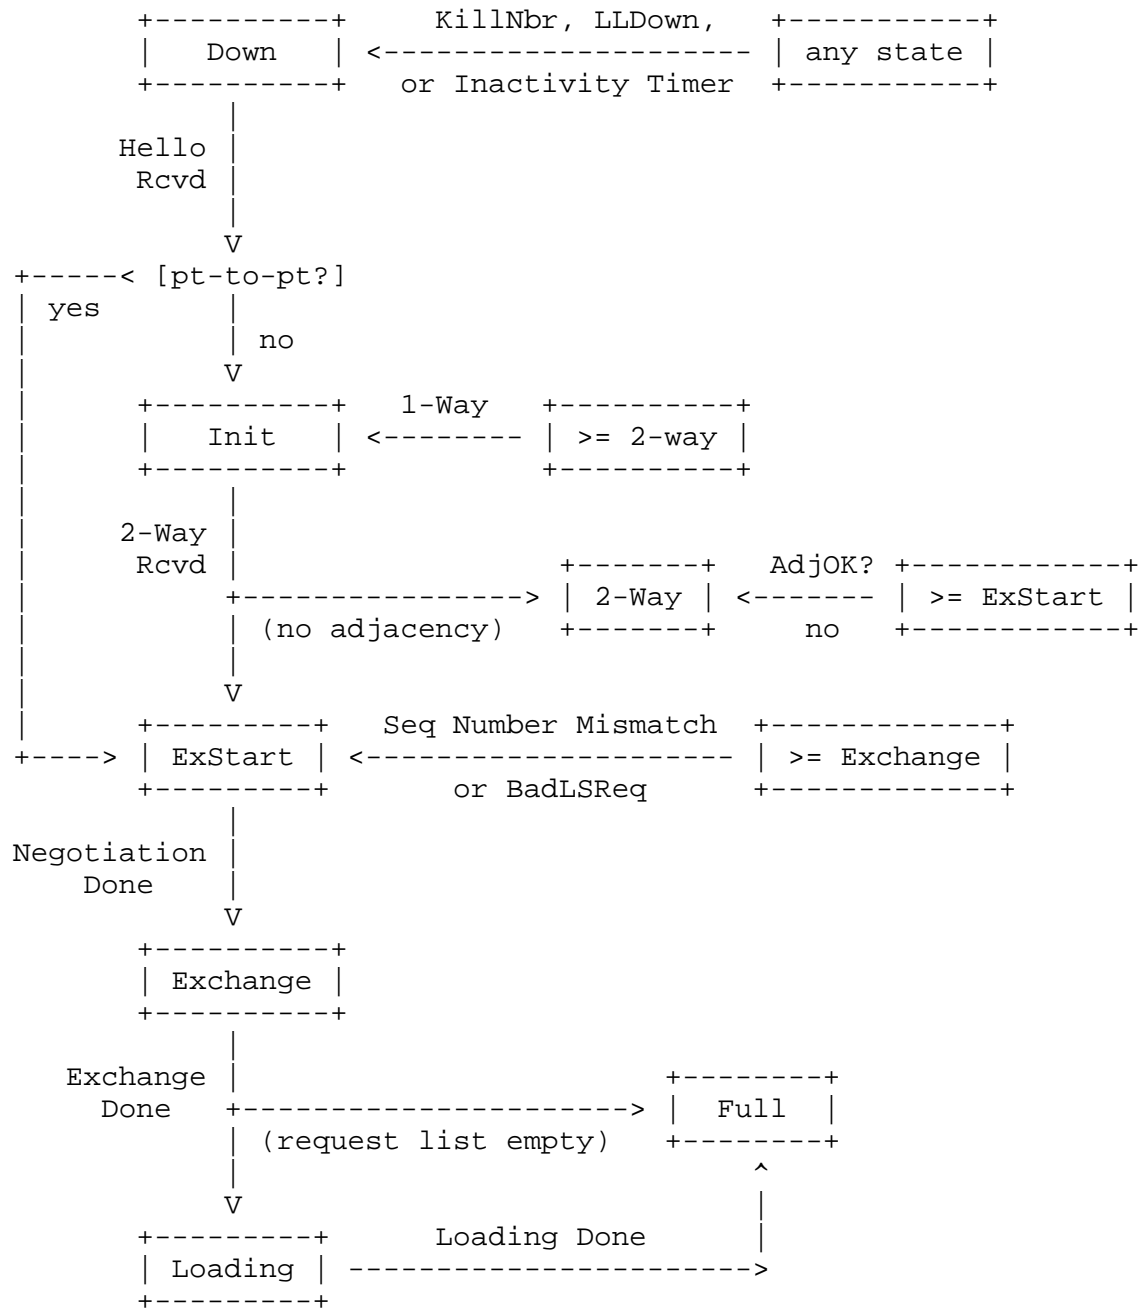 +----------+     KillNbr, LLDown,    +-----------+
|   Down   | <--------------------- | any state |
+----------+   or Inactivity Timer  +-----------+
|
Hello |
Rcvd |
|
V
+-----< [pt-to-pt?]
| yes       |
|           | no
|           V
|      +----------+   1-Way   +----------+
|      |   Init   | <-------- | >= 2-way |
|      +----------+           +----------+
|           |
|     2-Way |
|      Rcvd |                  +-------+   AdjOK? +------------+
|           +----------------> | 2-Way | <------- | >= ExStart |
|           | (no adjacency)   +-------+     no   +------------+
|           |
|           V
|      +---------+   Seq Number Mismatch  +-------------+
+----> | ExStart | <--------------------- | >= Exchange |
+---------+       or BadLSReq      +-------------+
|
Negotiation |
Done    |
V
+----------+
| Exchange |
+----------+
|
Exchange |                        +--------+
Done   +----------------------> |  Full  |
| (request list empty)   +--------+
|                             ^
V                             |
+---------+      Loading Done      |
| Loading | ----------------------->
+---------+